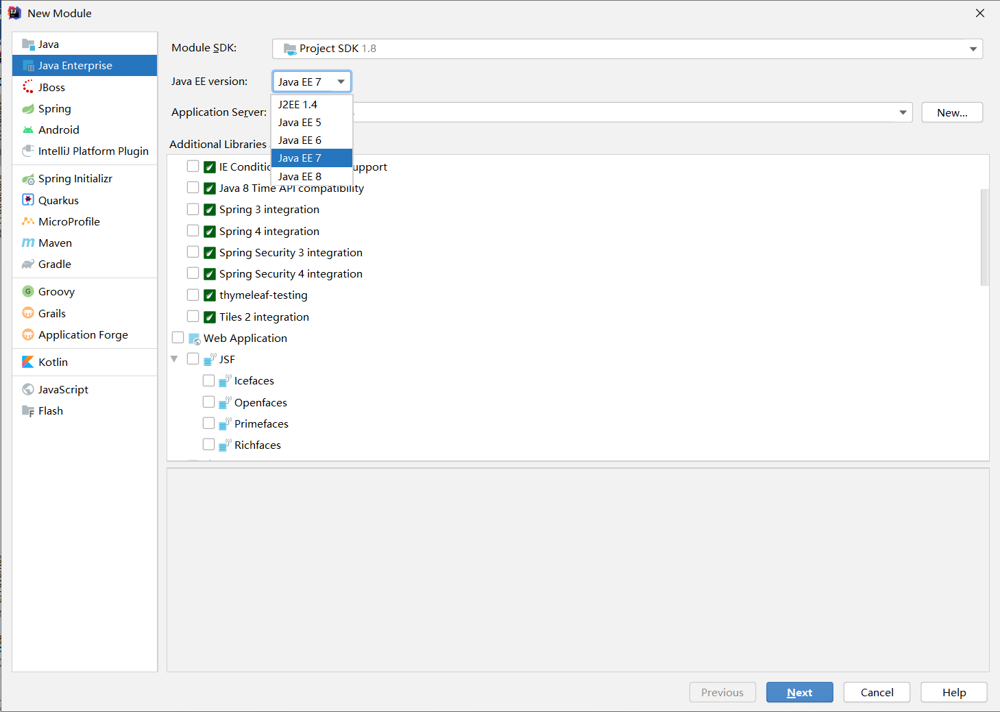 New Module
Java
Java Enterprise
JBoss
Spring
Android
IntelliJ Platform Plugin
Spring Initializr
Quarkus
MicroProfile
Maven
Gradle
Groovy
Grails
Application Forge
Kotlin
JavaScript
Flash
Module SDK: Project SDK 1.8
Java EE version: Java EE 7
J2EE 1.4
Java EE 5
Java EE 6
Java EE 7
Java EE 8
Application Server: New...
Additional Libraries
IE Conditic upport
Java 8 Time API compatibility
Spring 3 integration
Spring 4 integration
Spring Security 3 integration
Spring Security 4 integration
thymeleaf-testing
Tiles 2 integration
Web Application
JSF
Icefaces
Openfaces
Primefaces
Richfaces
Previous Next Cancel Help